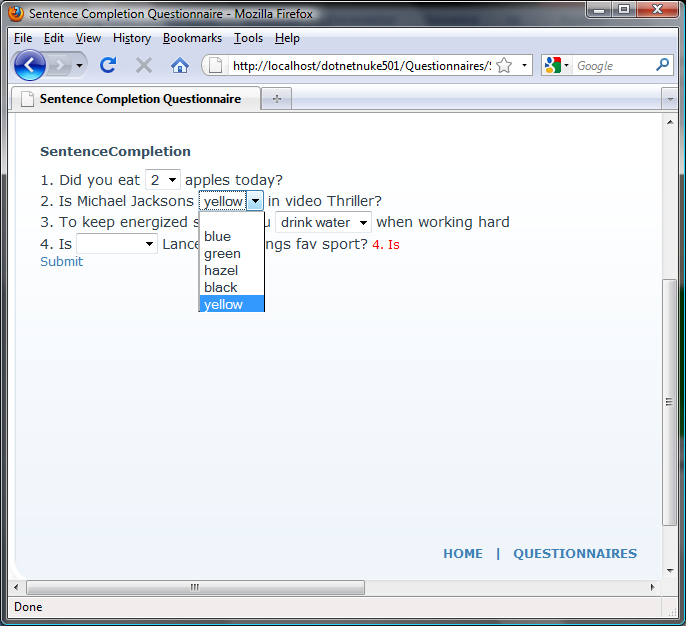 Sentence Completion Questionnaire - Mozilla Firefox
File Edit View History Bookmarks Tools Help
http://localhost/dotnetnuke501/Questionnaires/ Google
Sentence Completion Questionnaire
SentenceCompletion
1. Did you eat 2 apples today?
2. Is Michael Jacksons yellow in video Thriller?
3. To keep energized drink water when working hard
4. Is Lance fav sport? 4. Is
Submit
blue
green
hazel
black
yellow
HOME | QUESTIONNAIRES
Done